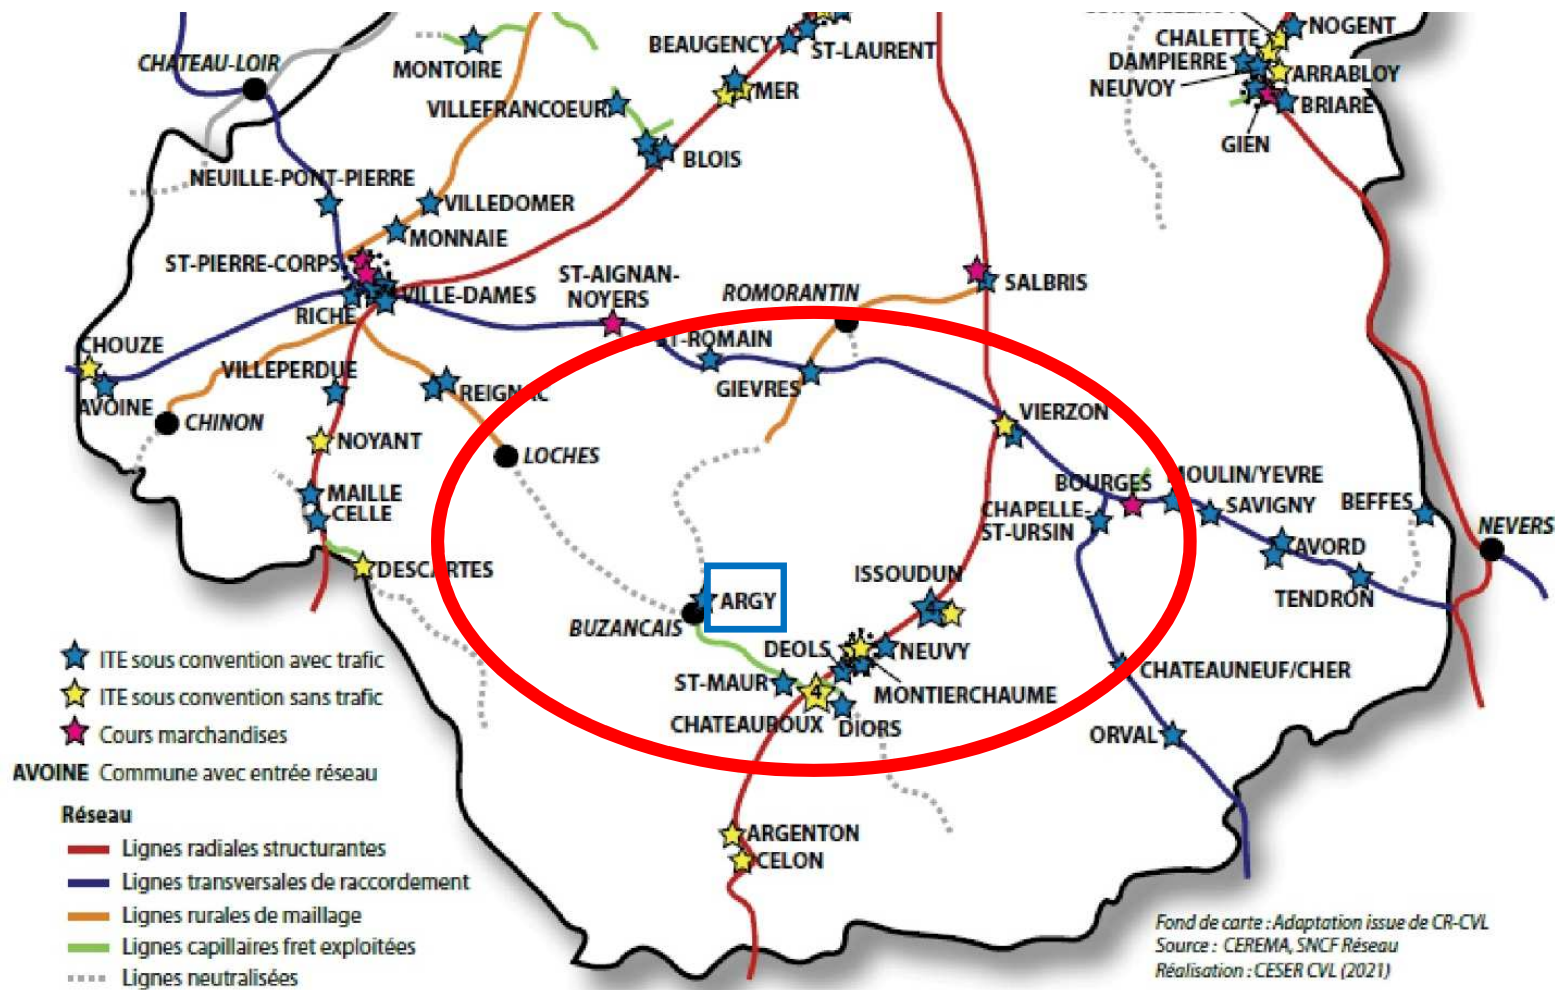 NOGENT
CHALETTE
BEAUGENCY
ST-LAURENT
DAMPIERRE
CHATEAU-LOIR
MONTOIRE
ARRABLOY
NEUVOY
MER
VILLEFRANCOEUR
BRIARE
GIEN
BLOIS
NEUILLE-PONT-PIERRE
VILLEDOMER
MONNAIE
ST-PIERRE-CORPS
ST-AIGNAN-
NOYERS
ROMORANTIN
SALBRIS
VILLE-DAMES
RICHE
ST-ROMAIN
CHOUZE
VILLEPERDUE
GIEVRES
REIGNAC
AVOINE
CHINON
VIERZON
NOYANT
LOCHES
BOURGES
MOULIN/YEVRE
MAILLE
CELLE
CHAPELLE-
ST-URSIN
SAVIGNY
BEFFES
NEVERS
AVORD
DESCARTES
ISSOUDUN
4
ARGY
TENDRON
BUZANCAIS
DEOLS
NEUVY
ST-MAUR
4
MONTIERCHAUME
CHATEAUROUX
DIORS
CHATEAUNEUF/CHER
ORVAL
ARGENTON
CELON
ITE sous convention avec trafic
ITE sous convention sans trafic
Cours marchandises
AVOINE Commune avec entrée réseau
Réseau
Lignes radiales structurantes
Lignes transversales de raccordement
Lignes rurales de maillage
Lignes capillaires fret exploitées
Lignes neutralisées
Fond de carte : Adaptation issue de CR-CVL
Source : CEREMA, SNCF Réseau
Réalisation : CESER CVL (2021)